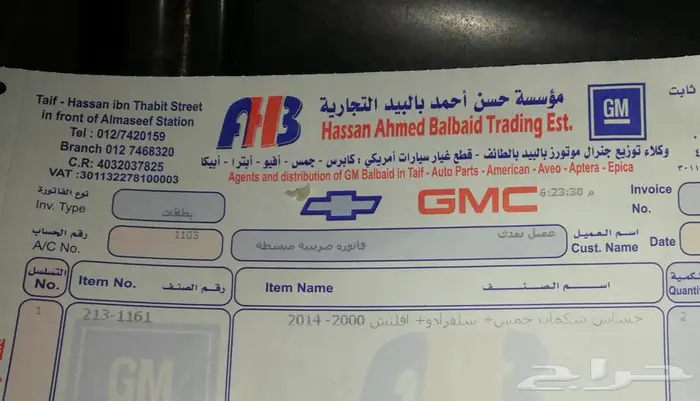 Taif - Hassan ibn Thabit Street
in front of Almaseef Station
Tel : 012/7420159
Branch 012 7468320
C.R: 4032037825
VAT :301132278100003
AHB
مؤسسة حسن أحمد بالبيد التجارية
Hassan Ahmed Balbaid Trading Est.
GM
ثابت
وكلاء توزيع جنرال موتورز بالبيد بالطائف - قطع غيار سيارات أمريكي : كابرس - جمس - أفيو - أبترا - أبيكا
Agents and distribution of GM Balbaid in Taif - Auto Parts - American - Aveo - Aptera - Epica
GMC
6:23:30 م
نوع الفاتورة
Inv. Type
بطاقات
Invoice
No.
رقم الحساب
A/C No.
1103
فاتورة ضريبية مبسطة
عميل نقدي
اسم العميل
Cust. Name
Date
التسلسل
No.
Item No.
رقم الصنف
Item Name
اسم الصنف
الكمية
Quanti
1
213-1161
حساس شكمان جمس+ سلفرادو+ افلنش 2000- 2014
2
GM
حراج